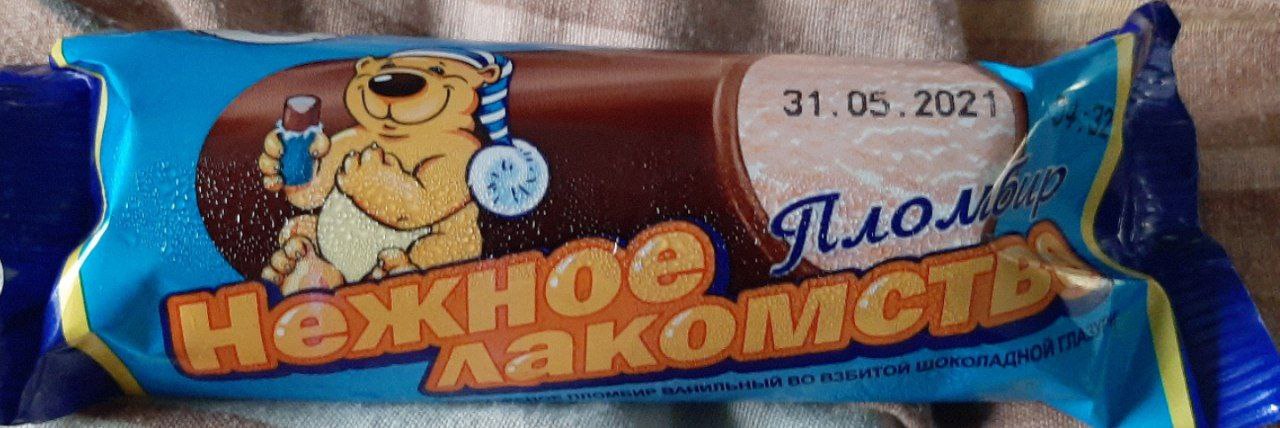 31.05.2021
Пломбир
Нежное
лакомство
ПЛОМБИР ВАНИЛЬНЫЙ ВО ВЗБИТОЙ ШОКОЛАДНОЙ ГЛАЗУРИ